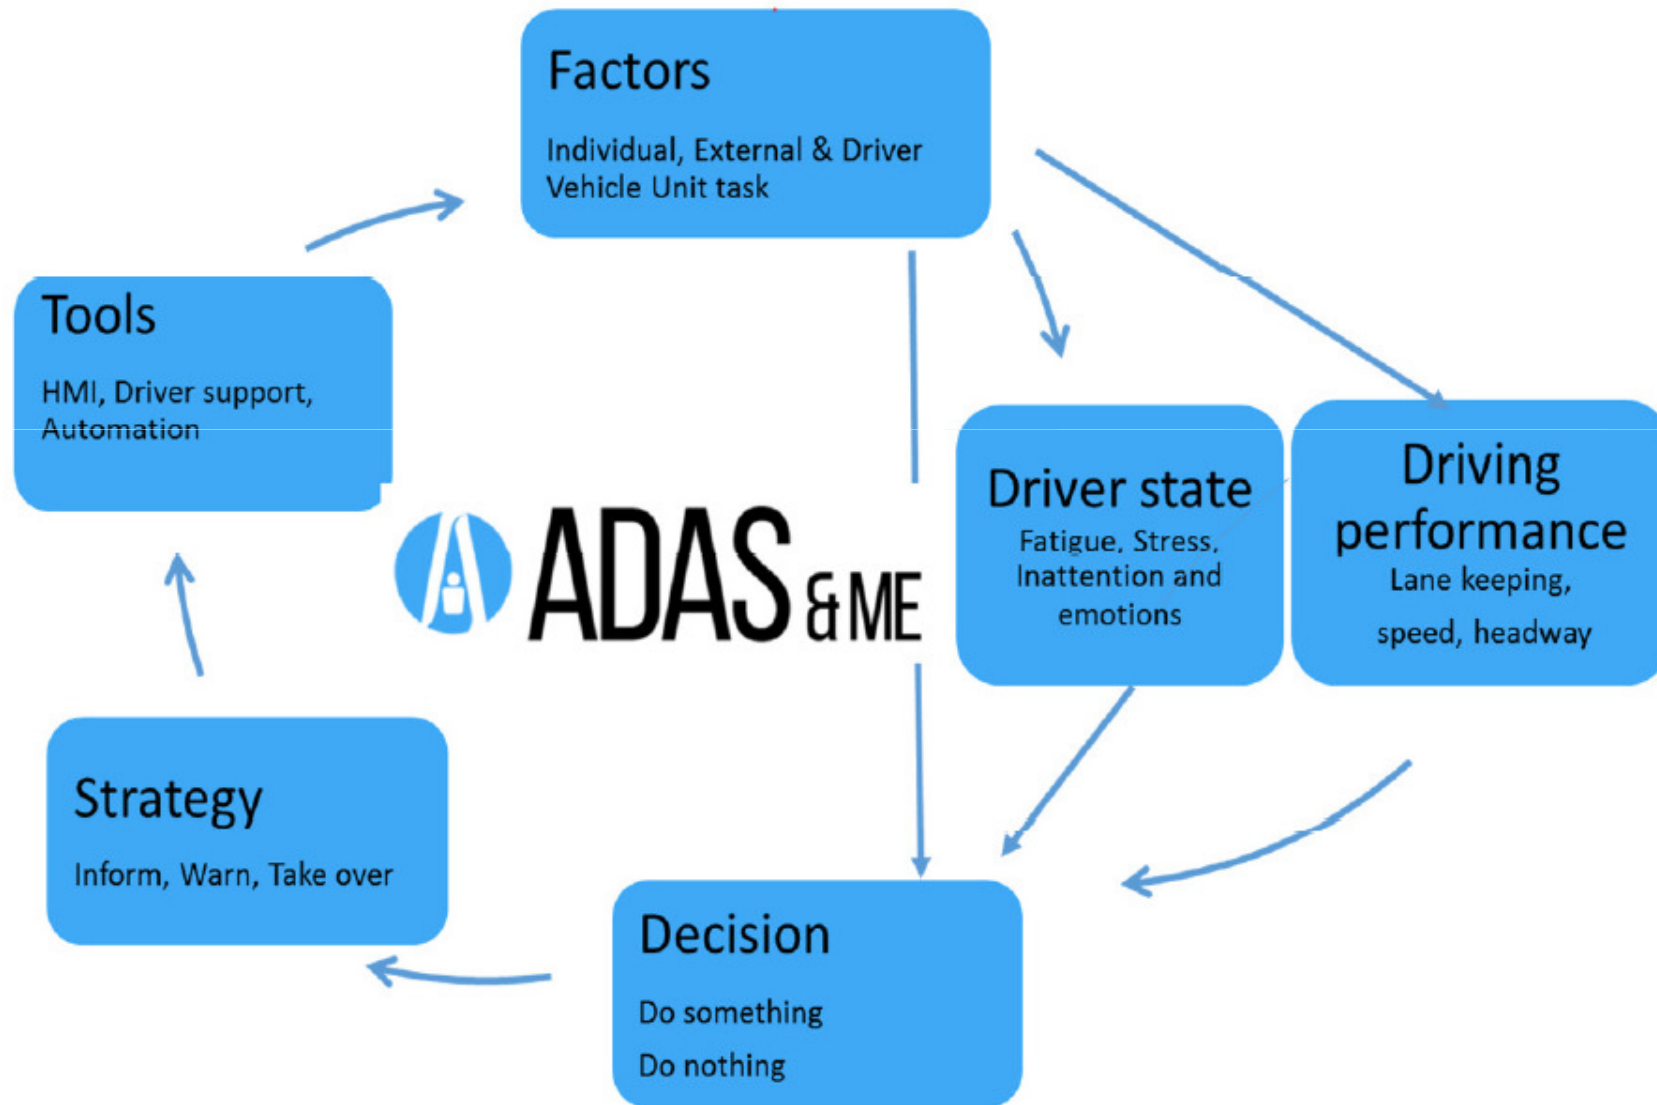 Factors
Individual, External & Driver
Vehicle Unit task
Tools
HMI, Driver support,
Automation
ADAS & ME
Driver state
Fatigue, Stress,
Inattention and
emotions
Driving
performance
Lane keeping,
speed, headway
Strategy
Inform, Warn, Take over
Decision
Do something
Do nothing